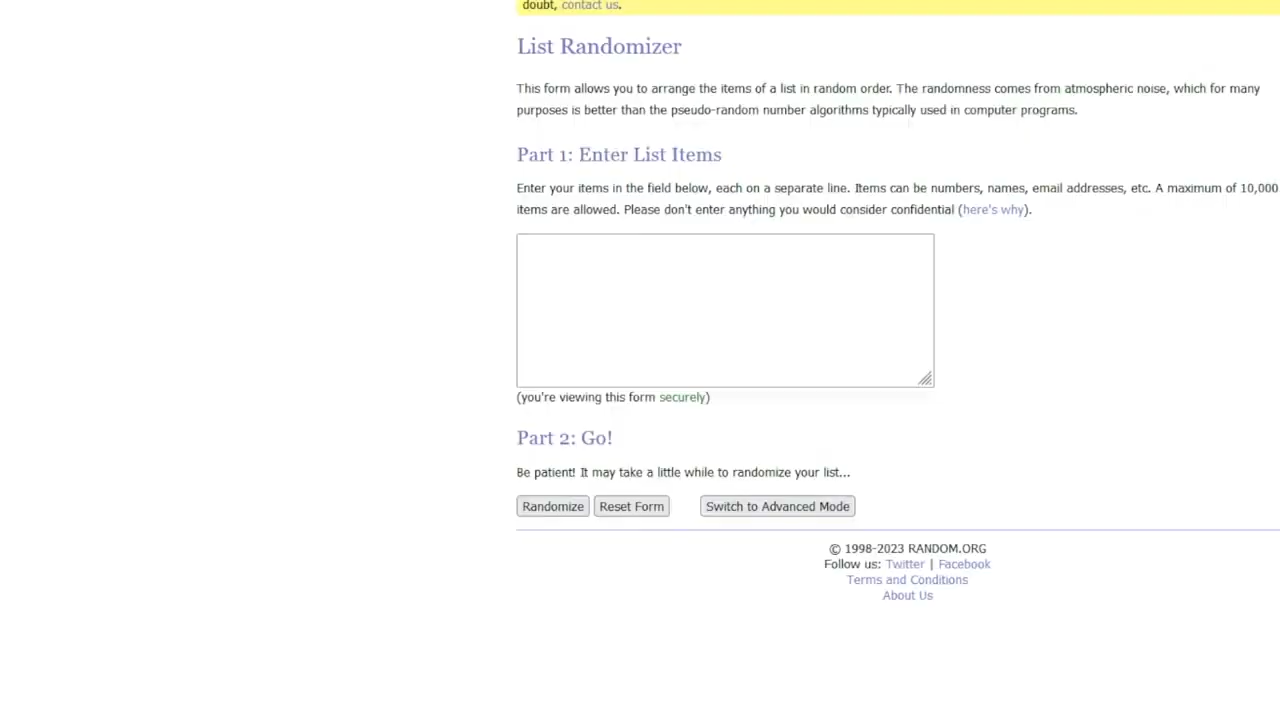 doubt, contact us.
List Randomizer
This form allows you to arrange the items of a list in random order. The randomness comes from atmospheric noise, which for many
purposes is better than the pseudo-random number algorithms typically used in computer programs.
Part 1: Enter List Items
Enter your items in the field below, each on a separate line. Items can be numbers, names, email addresses, etc. A maximum of 10,000
items are allowed. Please don't enter anything you would consider confidential (here's why).
(you're viewing this form securely)
Part 2: Go!
Be patient! It may take a little while to randomize your list...
Randomize Reset Form Switch to Advanced Mode
© 1998-2023 RANDOM.ORG
Follow us: Twitter | Facebook
Terms and Conditions
About Us